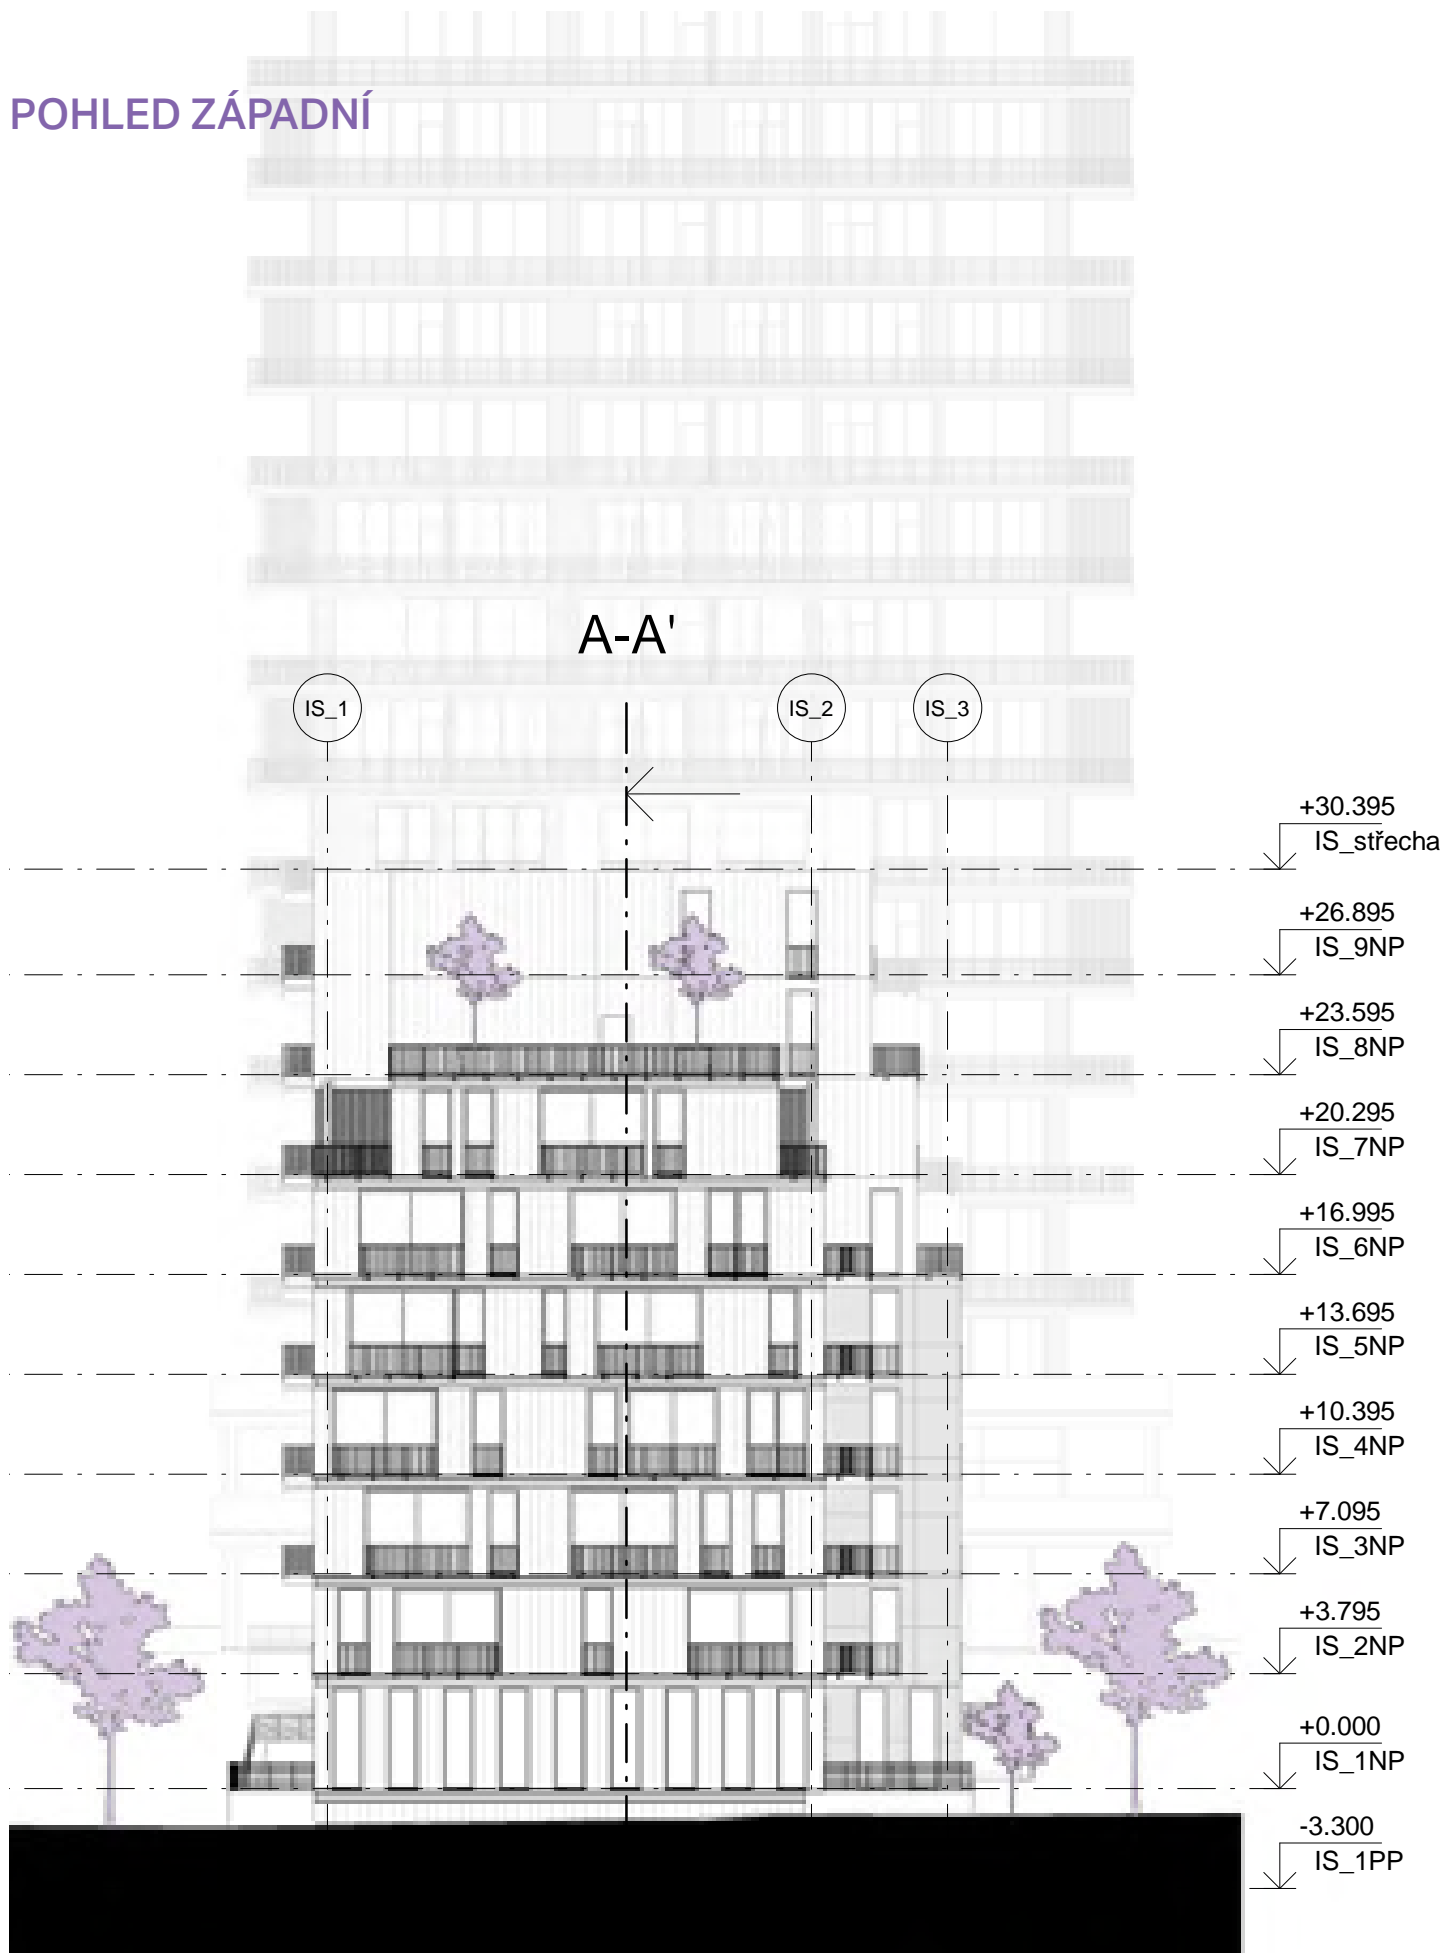 POHLED ZÁPADNÍ
A-A'
IS_1
IS_2
IS_3
+30.395
IS_střecha
+26.895
IS_9NP
+23.595
IS_8NP
+20.295
IS_7NP
+16.995
IS_6NP
+13.695
IS_5NP
+10.395
IS_4NP
+7.095
IS_3NP
+3.795
IS_2NP
+0.000
IS_1NP
-3.300
IS_1PP